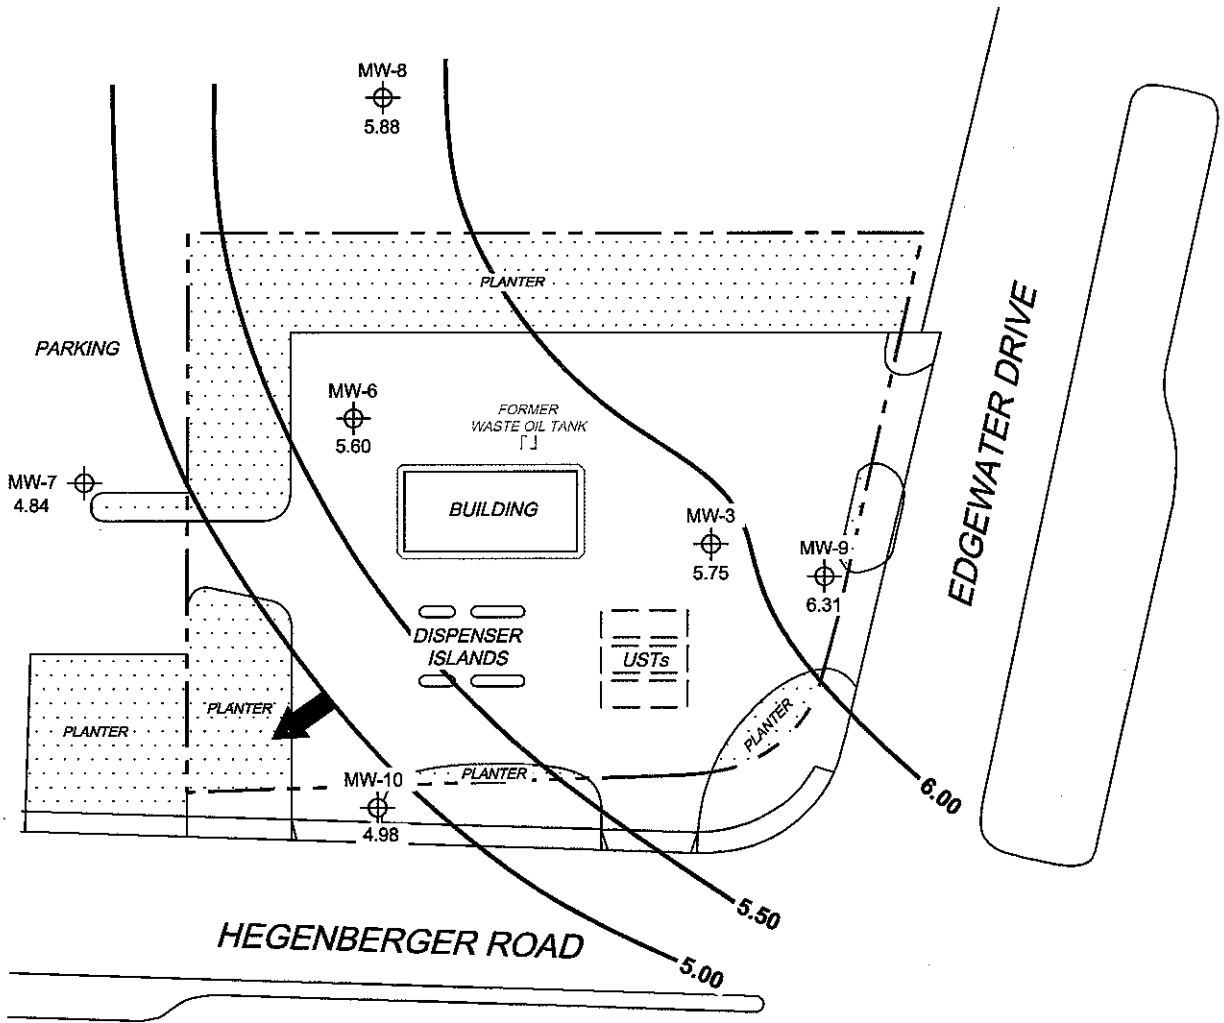 MW-8
5.88
PLANTER
EDGEWATER DRIVE
PARKING
MW-6
5.60
FORMER
WASTE OIL TANK
MW-7
4.84
BUILDING
MW-3
5.75
MW-9
6.31
DISPENSER
ISLANDS
USTs
PLANTER
PLANTER
PLANTER
PLANTER
MW-10
4.98
6.00
5.50
5.00
HEGENBERGER ROAD